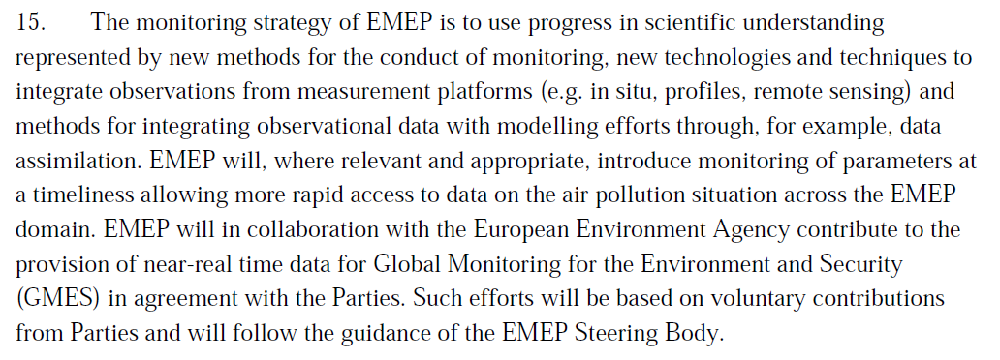 15. The monitoring strategy of EMEP is to use progress in scientific understanding
represented by new methods for the conduct of monitoring, new technologies and techniques to
integrate observations from measurement platforms (e.g. in situ, profiles, remote sensing) and
methods for integrating observational data with modelling efforts through, for example, data
assimilation. EMEP will, where relevant and appropriate, introduce monitoring of parameters at
a timeliness allowing more rapid access to data on the air pollution situation across the EMEP
domain. EMEP will in collaboration with the European Environment Agency contribute to the
provision of near-real time data for Global Monitoring for the Environment and Security
(GMES) in agreement with the Parties. Such efforts will be based on voluntary contributions
from Parties and will follow the guidance of the EMEP Steering Body.